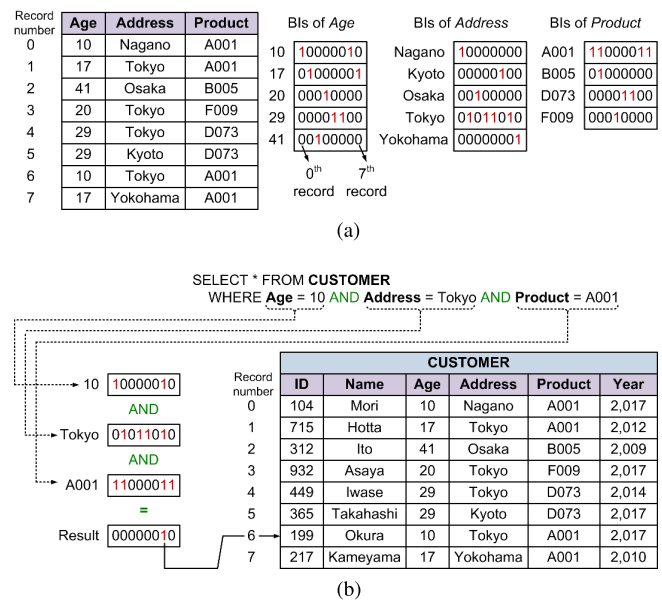 Record number Age Address Product
0 10 Nagano A001
1 17 Tokyo A001
2 41 Osaka B005
3 20 Tokyo F009
4 29 Tokyo D073
5 29 Kyoto D073
6 10 Tokyo A001
7 17 Yokohama A001
BIs of Age
10 10000010
17 01000001
20 00010000
29 00001100
41 00100000
0th record
7th record
BIs of Address
Nagano 10000000
Kyoto 00000100
Osaka 00100000
Tokyo 01011010
Yokohama 00000001
BIs of Product
A001 11000011
B005 01000000
D073 00001100
F009 00010000
(a)
SELECT * FROM CUSTOMER
WHERE Age = 10 AND Address = Tokyo AND Product = A001
10 10000010
AND
Tokyo 01011010
AND
A001 11000011
=
Result 00000010
CUSTOMER
Record number ID Name Age Address Product Year
0 104 Mori 10 Nagano A001 2,017
1 715 Hotta 17 Tokyo A001 2,012
2 312 Ito 41 Osaka B005 2,009
3 932 Asaya 20 Tokyo F009 2,017
4 449 Iwase 29 Tokyo D073 2,014
5 365 Takahashi 29 Kyoto D073 2,017
6 199 Okura 10 Tokyo A001 2,017
7 217 Kameyama 17 Yokohama A001 2,010
(b)